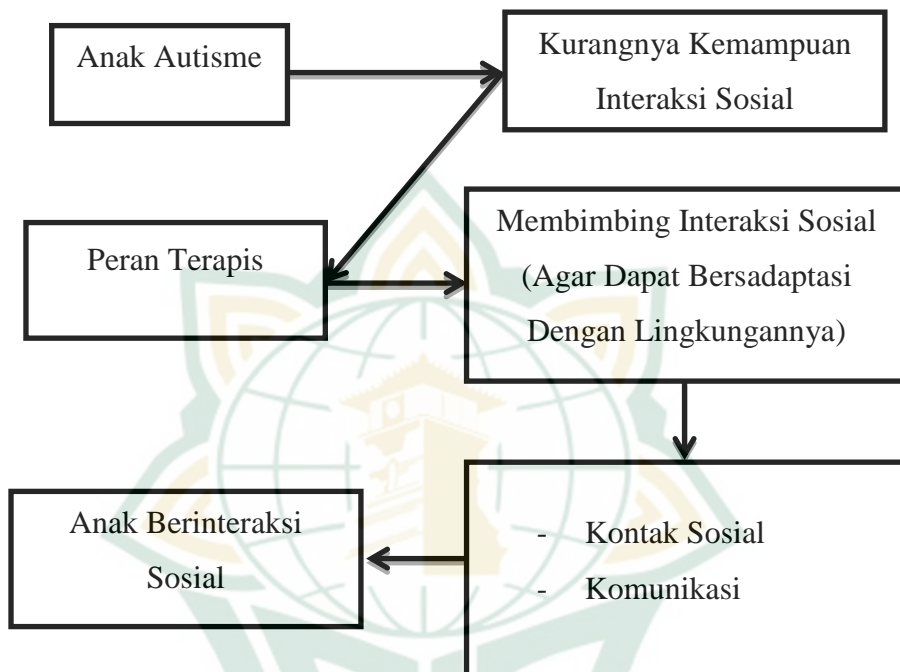 Anak Autisme
Kurangnya Kemampuan
Interaksi Sosial
Peran Terapis
Membimbing Interaksi Sosial
(Agar Dapat Bersadaptasi
Dengan Lingkungannya)
- Kontak Sosial
- Komunikasi
Anak Berinteraksi
Sosial